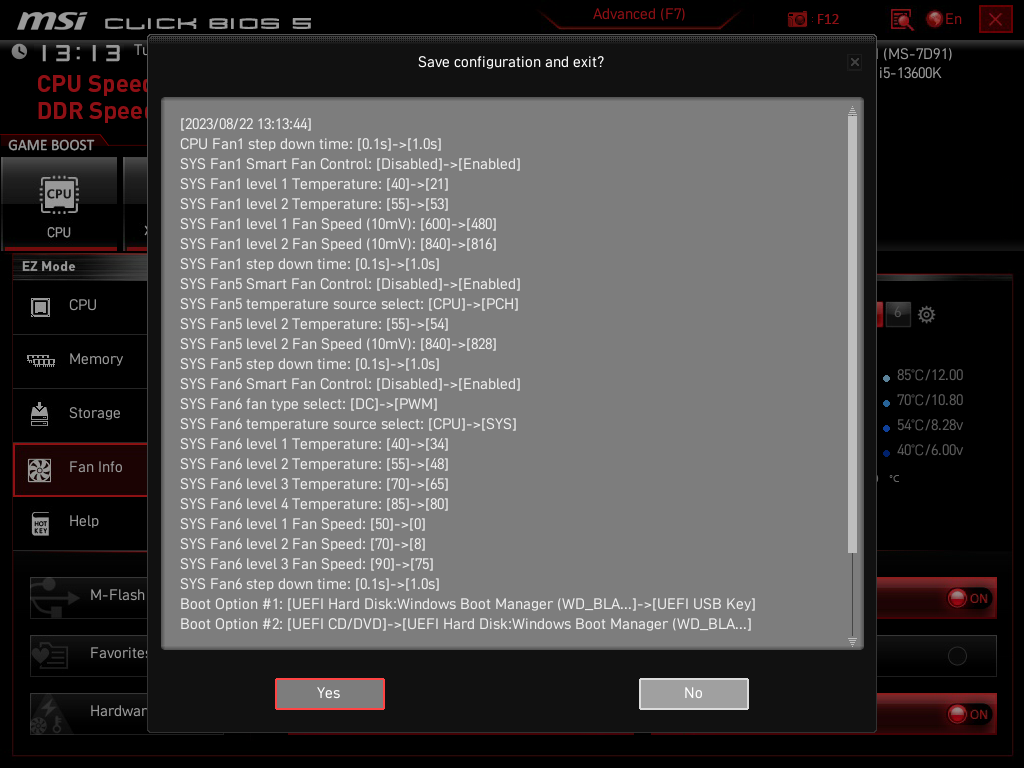 msi CLICK BIOS 5
Advanced (F7)
F12
En
13:13
CPU Speed
DDR Speed
(MS-7D91)
i5-13600K
GAME BOOST
CPU
EZ Mode
CPU
Memory
Storage
Fan Info
HOT KEY
Help
M-Flash
Favorites
Save configuration and exit?
[2023/08/22 13:13:44]
CPU Fan1 step down time: [0.1s]->[1.0s]
SYS Fan1 Smart Fan Control: [Disabled]->[Enabled]
SYS Fan1 level 1 Temperature: [40]->[21]
SYS Fan1 level 2 Temperature: [55]->[53]
SYS Fan1 level 1 Fan Speed (10mV): [600]->[480]
SYS Fan1 level 2 Fan Speed (10mV): [840]->[816]
SYS Fan1 step down time: [0.1s]->[1.0s]
SYS Fan5 Smart Fan Control: [Disabled]->[Enabled]
SYS Fan5 temperature source select: [CPU]->[PCH]
SYS Fan5 level 2 Temperature: [55]->[54]
SYS Fan5 level 2 Fan Speed (10mV): [840]->[828]
SYS Fan5 step down time: [0.1s]->[1.0s]
SYS Fan6 Smart Fan Control: [Disabled]->[Enabled]
SYS Fan6 fan type select: [DC]->[PWM]
SYS Fan6 temperature source select: [CPU]->[SYS]
SYS Fan6 level 1 Temperature: [40]->[34]
SYS Fan6 level 2 Temperature: [55]->[48]
SYS Fan6 level 3 Temperature: [70]->[65]
SYS Fan6 level 4 Temperature: [85]->[80]
SYS Fan6 level 1 Fan Speed: [50]->[0]
SYS Fan6 level 2 Fan Speed: [70]->[8]
SYS Fan6 level 3 Fan Speed: [90]->[75]
SYS Fan6 step down time: [0.1s]->[1.0s]
Boot Option #1: [UEFI Hard Disk:Windows Boot Manager (WD_BLA...]->[UEFI USB Key]
Boot Option #2: [UEFI CD/DVD]->[UEFI Hard Disk:Windows Boot Manager (WD_BLA...]
Yes
No
6
85℃/12.00
70℃/10.80
54℃/8.28v
40℃/6.00v
℃
ON
ON